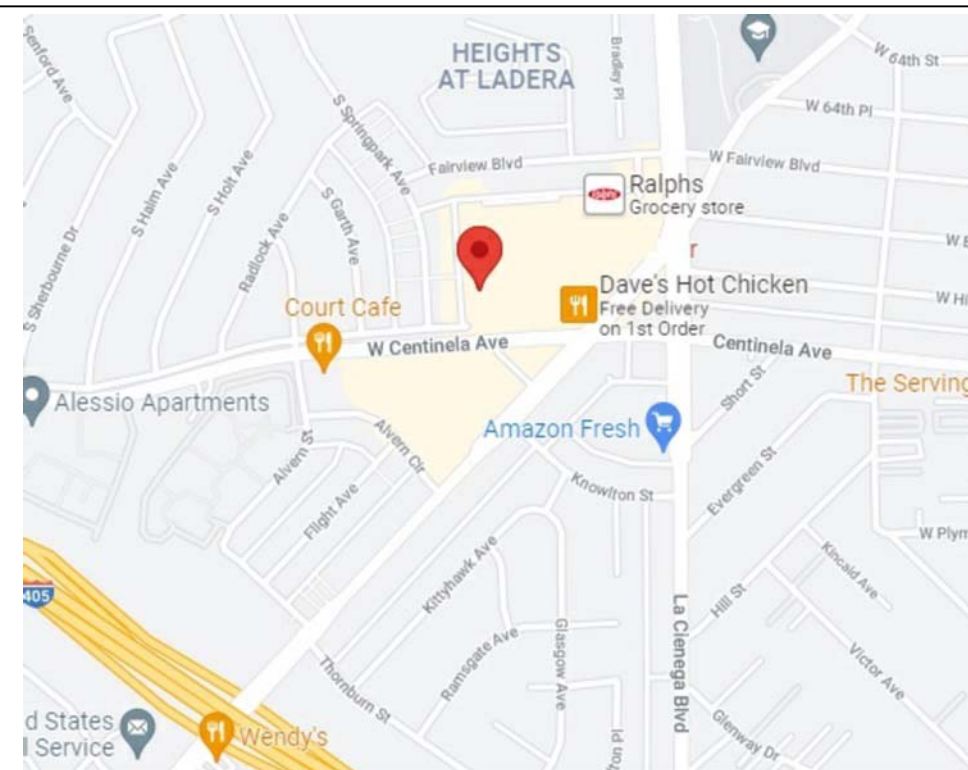 HEIGHTS
AT LADERA
Bradley Pl
W 64th St
W 64th Pl
Senford Ave
S Springpark Ave
Fairview Blvd
W Fairview Blvd
Ralphs
Grocery store
ralphs
S Halm Ave
S Holt Ave
S Garth Ave
Radlock Ave
S Sherbourne Dr
Dave's Hot Chicken
Free Delivery
on 1st Order
Court Cafe
W Centinela Ave
Centinela Ave
Short St
The Serving
Alessio Apartments
Amazon Fresh
Alvern Cir
Alvern St
Flight Ave
Knowlton St
Evergreen St
W Plym
Kittyhawk Ave
Kincaid Ave
Hill St
405
La Cienega Blvd
Glasgow Ave
Ramsgate Ave
Thornburn St
Victor Ave
Glenway Dr
d States
l Service
Wendy's